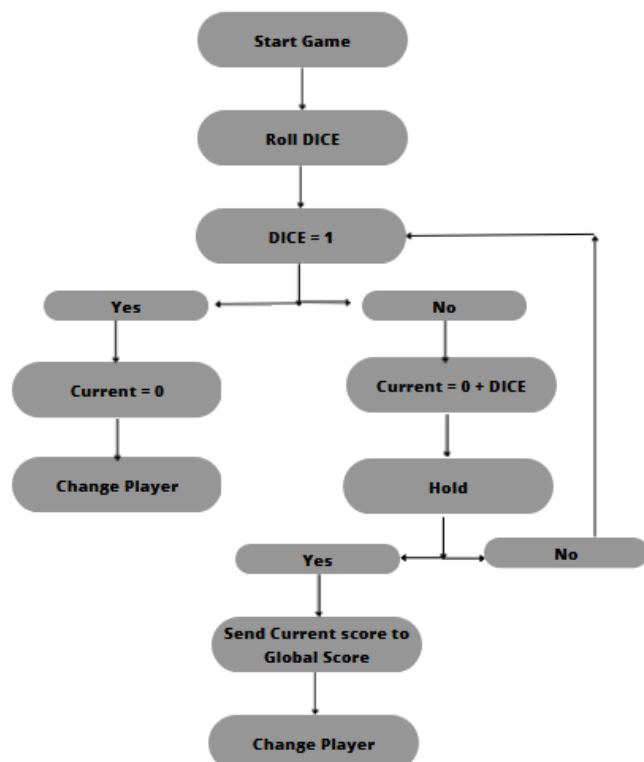 Start Game
Roll DICE
DICE = 1
Yes
No
Current = 0
Current = 0 + DICE
Change Player
Hold
Yes
No
Send Current score to
Global Score
Change Player